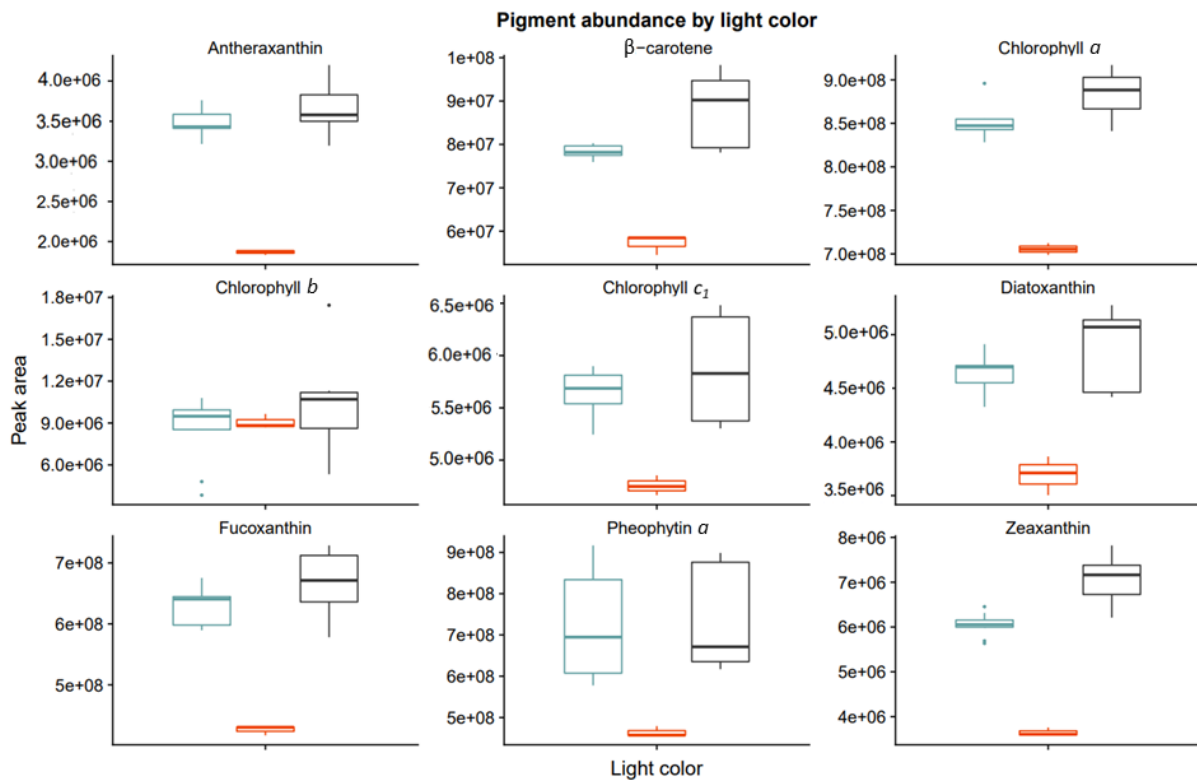 Pigment abundance by light color
Antheraxanthin
4.0e+06
3.5e+06
3.0e+06
2.5e+06
2.0e+06
β−carotene
1e+08
9e+07
8e+07
7e+07
6e+07
Chlorophyll a
9.0e+08
8.5e+08
8.0e+08
7.5e+08
7.0e+08
Peak area
Chlorophyll b
1.8e+07
1.5e+07
1.2e+07
9.0e+06
6.0e+06
Chlorophyll c₁
6.5e+06
6.0e+06
5.5e+06
5.0e+06
Diatoxanthin
5.0e+06
4.5e+06
4.0e+06
3.5e+06
Fucoxanthin
7e+08
6e+08
5e+08
Pheophytin a
9e+08
8e+08
7e+08
6e+08
5e+08
Zeaxanthin
8e+06
7e+06
6e+06
5e+06
4e+06
Light color